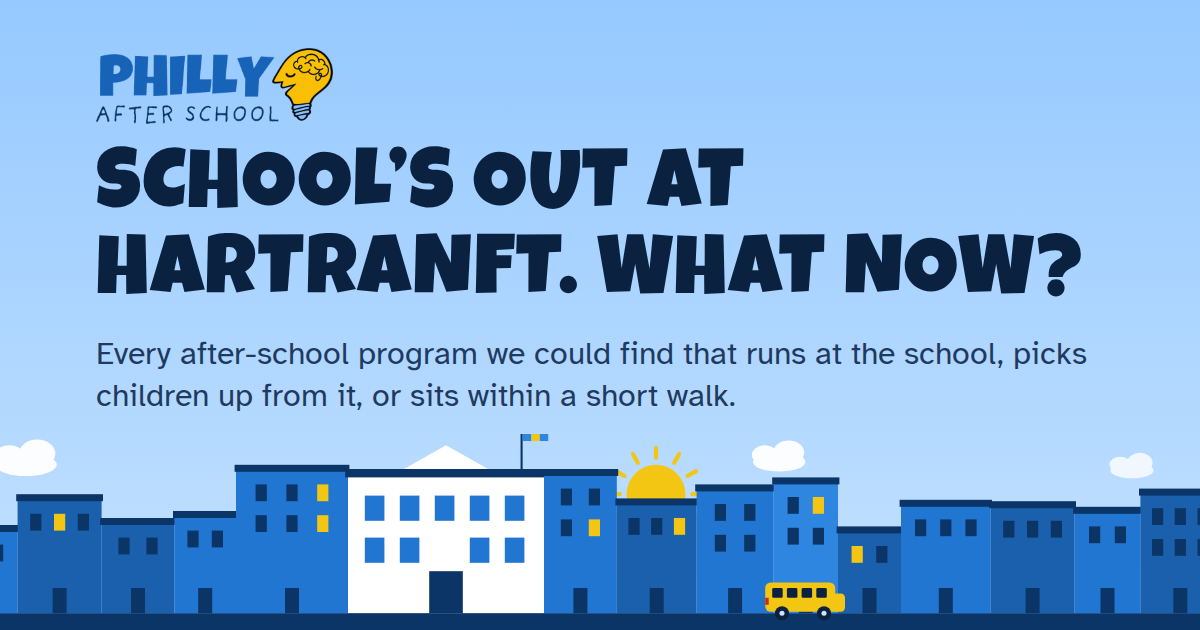 PHILLY
AFTER SCHOOL
SCHOOL’S OUT AT
HARTRANFT. WHAT NOW?
Every after-school program we could find that runs at the school, picks
children up from it, or sits within a short walk.